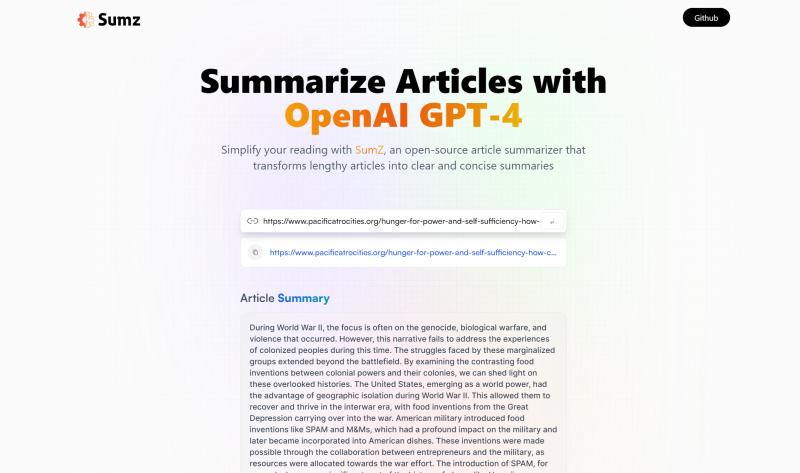 Sumz
Github
Summarize Articles with
OpenAI GPT-4
Simplify your reading with SumZ, an open-source article summarizer that
transforms lengthy articles into clear and concise summaries
https://www.pacificatrocities.org/hunger-for-power-and-self-sufficiency-how-
https://www.pacificatrocities.org/hunger-for-power-and-self-sufficiency-how-c...
Article Summary
During World War II, the focus is often on the genocide, biological warfare, and
violence that occurred. However, this narrative fails to address the experiences
of colonized peoples during this time. The struggles faced by these marginalized
groups extended beyond the battlefield. By examining the contrasting food
inventions between colonial powers and their colonies, we can shed light on
these overlooked histories. The United States, emerging as a world power, had
the advantage of geographic isolation during World War II. This allowed them to
recover and thrive in the interwar era, with food inventions from the Great
Depression carrying over into the war. American military introduced food
inventions like SPAM and M&Ms, which had a profound impact on the military and
later became incorporated into American dishes. These inventions were made
possible through the collaboration between entrepreneurs and the military, as
resources were allocated towards the war effort. The introduction of SPAM, for